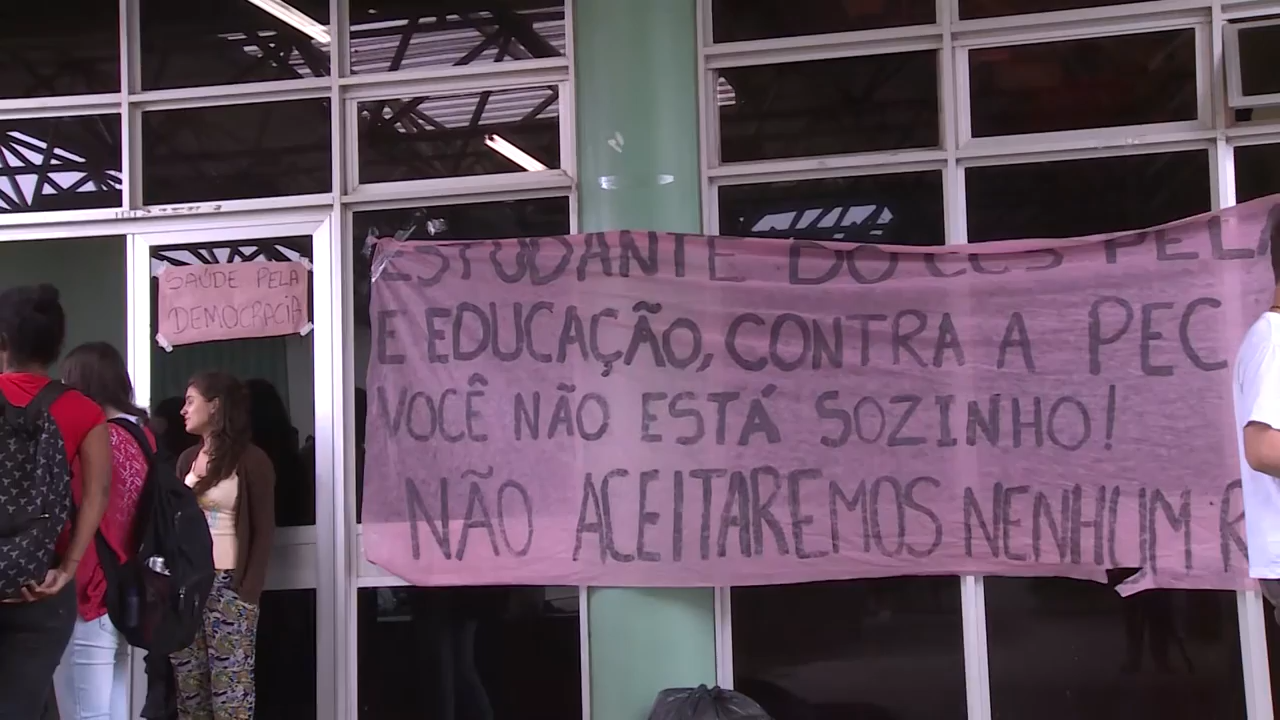 SAÚDE PELA
DEMOCRACIA
ESTUDANTE DO CCS PELA
E EDUCAÇÃO, CONTRA A PEC
VOCÊ NÃO ESTÁ SOZINHO!
NÃO ACEITAREMOS NENHUM R